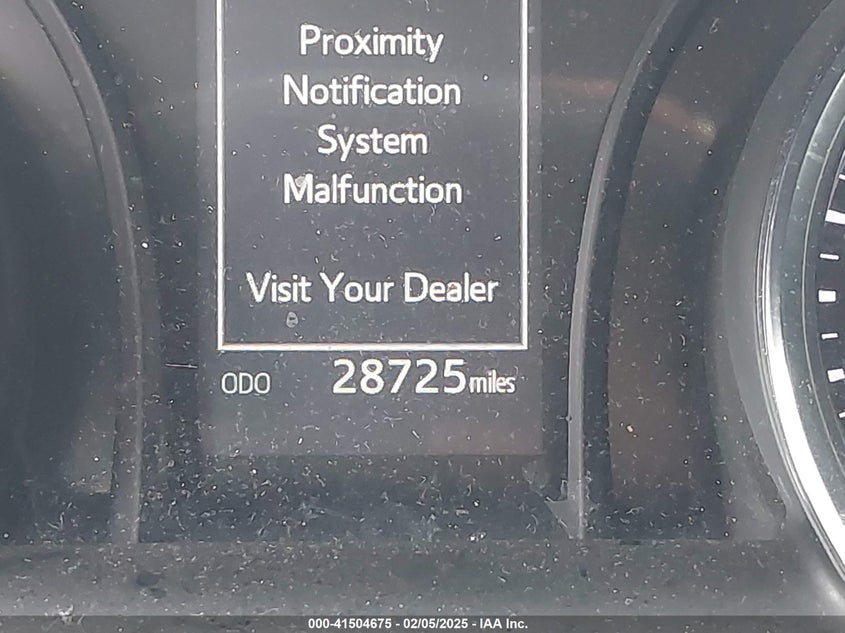 Proximity
Notification
System
Malfunction
Visit Your Dealer
ODO 28725 miles
000-41504675 - 02/05/2025 - IAA Inc.